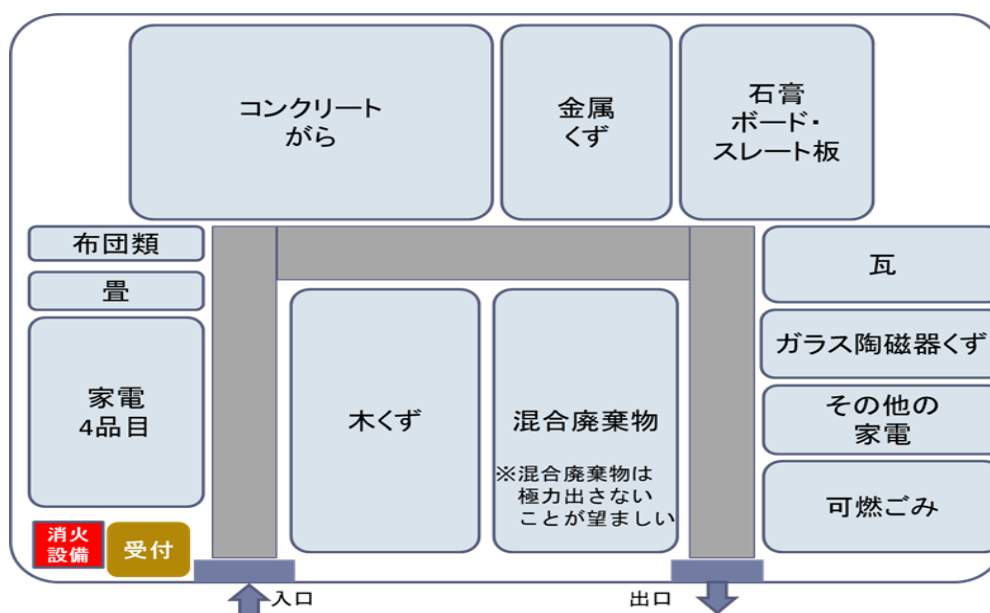 コンクリート
がら
金属
くず
石膏
ボード・
スレート板
布団類
畳
家電
4品目
木くず
混合廃棄物
※混合廃棄物は
極力出さない
ことが望ましい
瓦
ガラス陶磁器くず
その他の
家電
可燃ごみ
消火
設備
受付
入口
出口